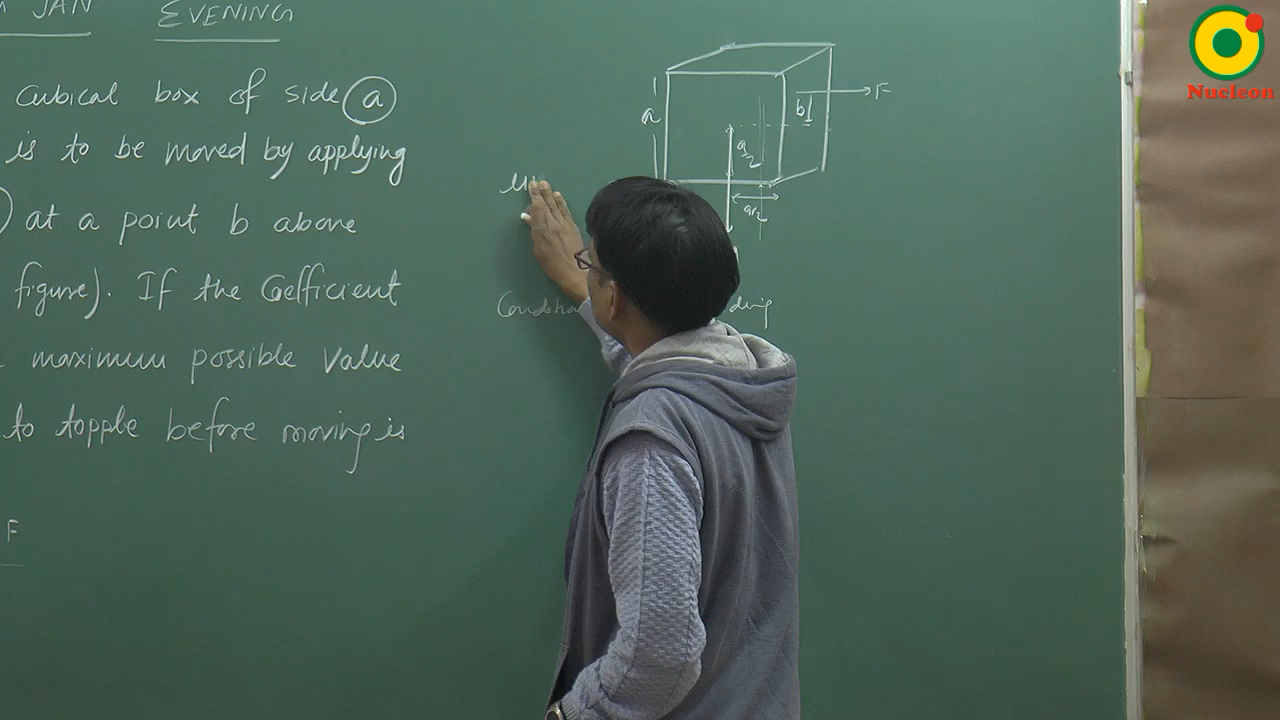 JAN EVENING
Cubical box of side a
is to be moved by applying
at a point b above
figure). If the Coefficient
maximum possible value
to topple before moving is
F
a
a/2
a/2
b
F
μ
Nucleon